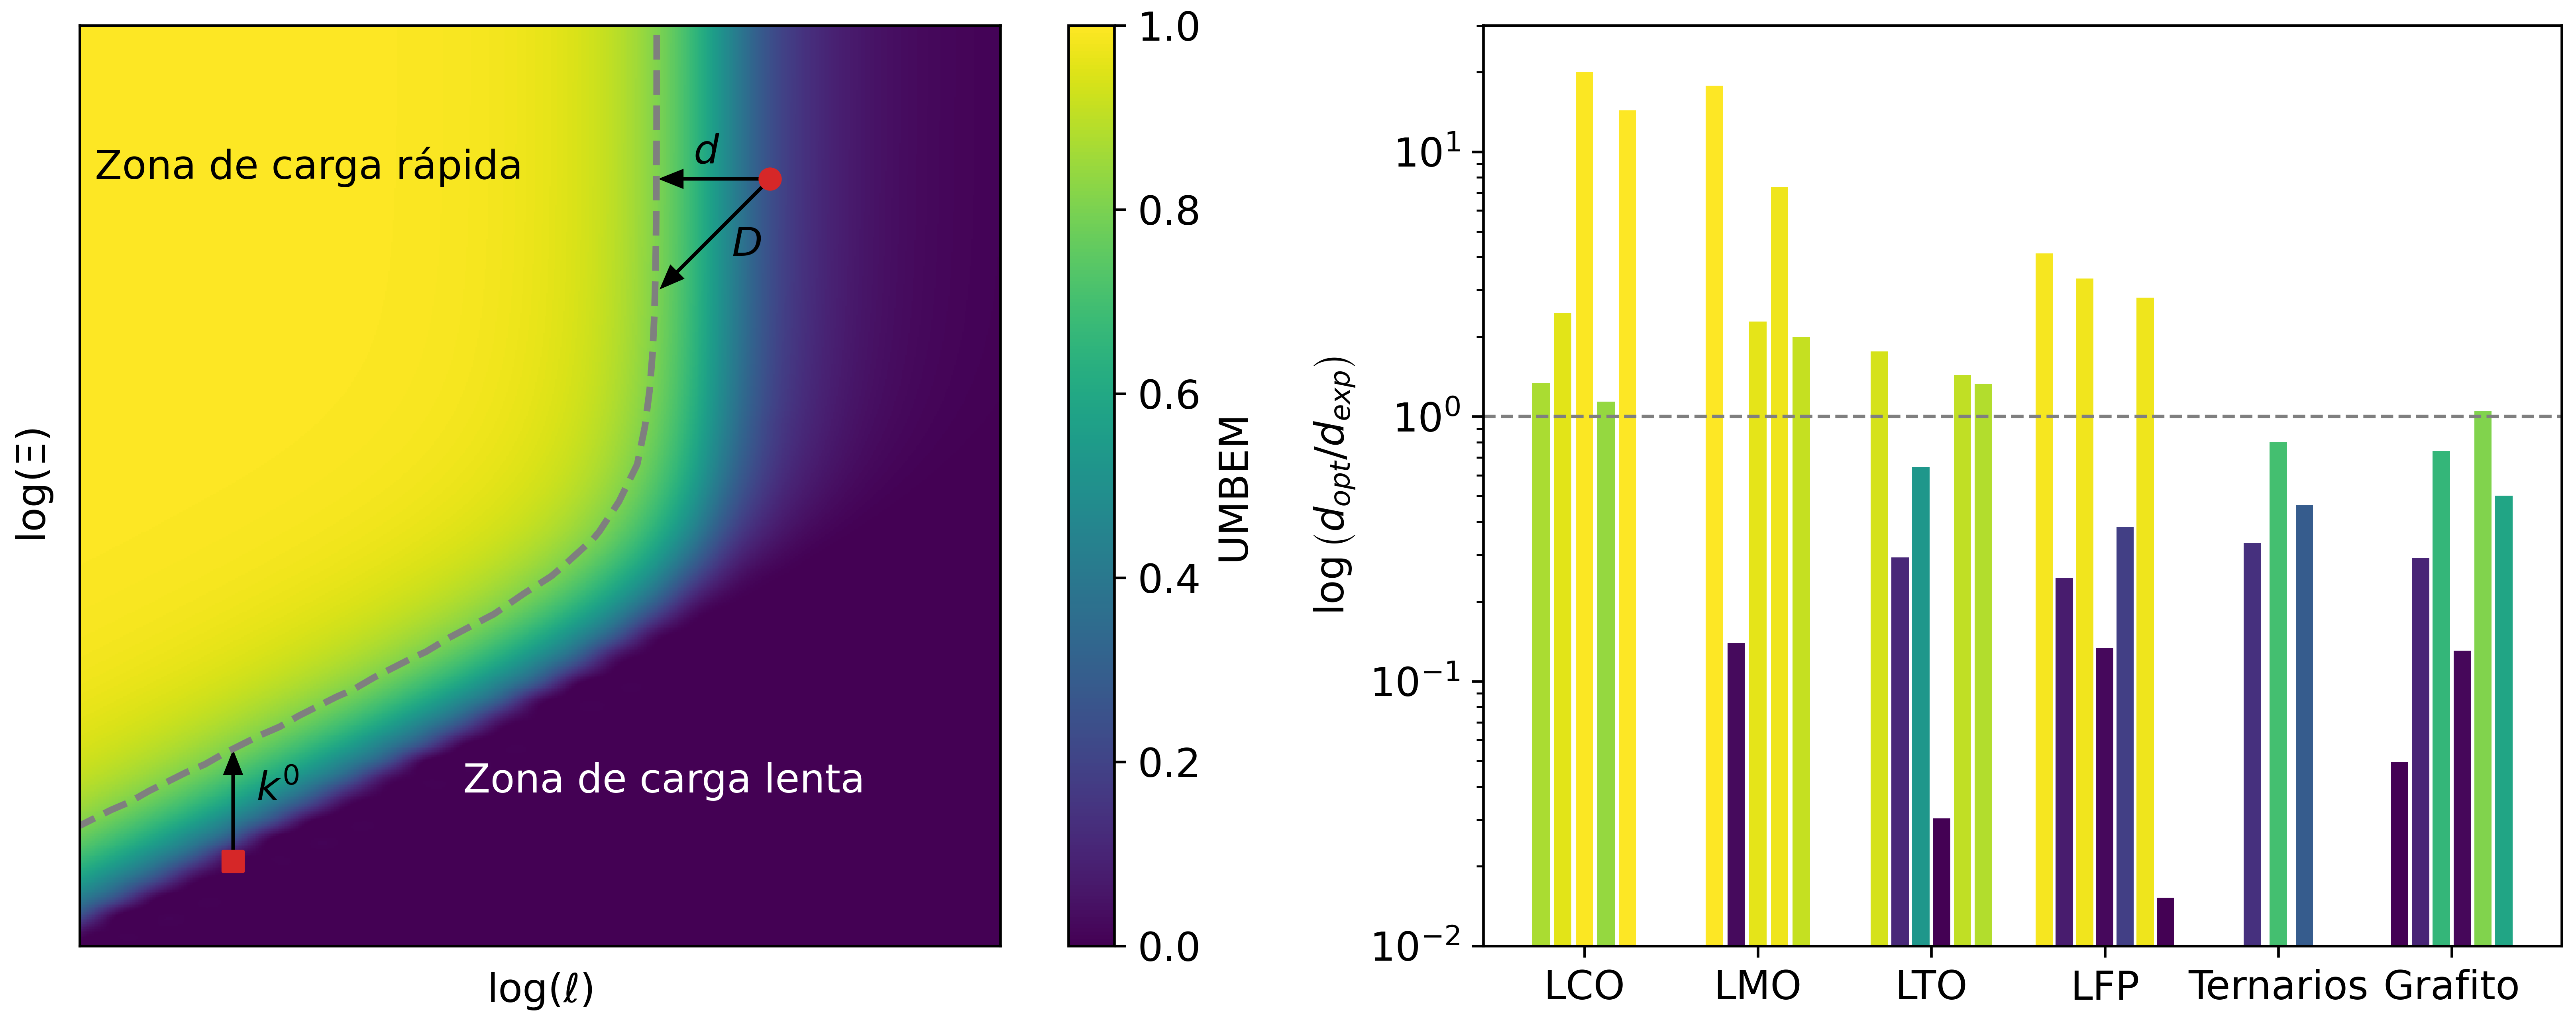 Zona de carga rápida
d
D
k⁰
Zona de carga lenta
log(Ξ)
log(ℓ)
1.0
0.8
0.6
0.4
0.2
0.0
UMBEM
log (d_opt/d_exp)
10¹
10⁰
10⁻¹
10⁻²
LCO LMO LTO LFP Ternarios Grafito